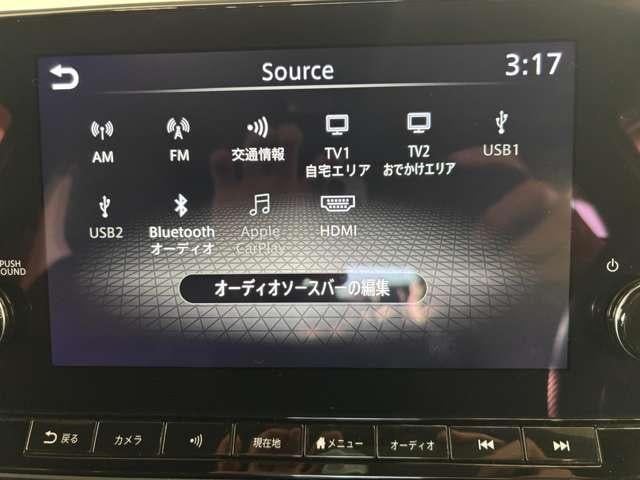 Source
3:17
AM
FM
交通情報
TV1
自宅エリア
TV2
おでかけエリア
USB1
USB2
Bluetooth
オーディオ
Apple
CarPlay
HDMI
オーディオソースバーの編集
PUSH
SOUND
戻る
カメラ
現在地
メニュー
オーディオ